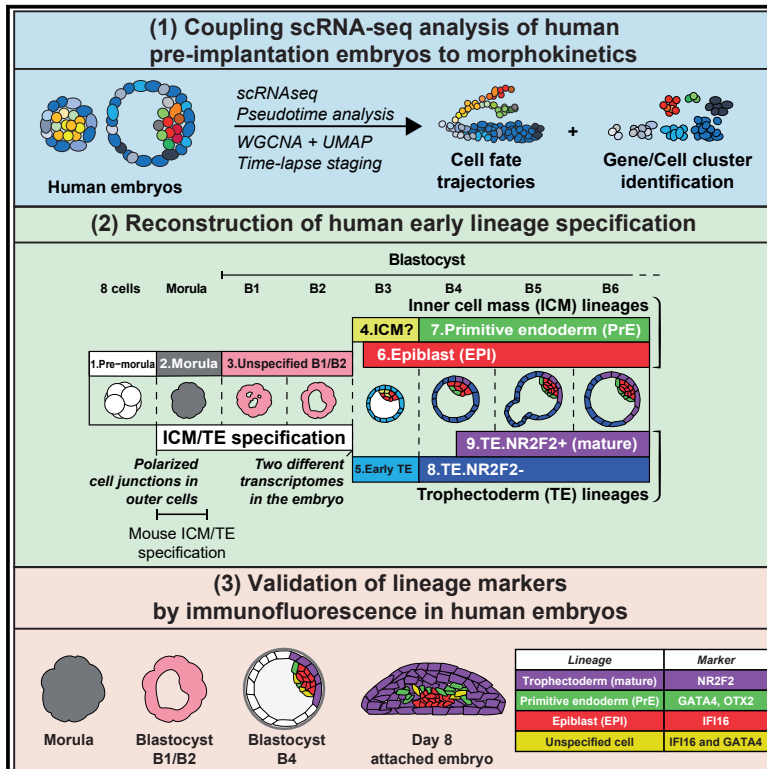 (1) Coupling scRNA-seq analysis of human
pre-implantation embryos to morphokinetics
Human embryos
scRNAseq
Pseudotime analysis
WGCNA + UMAP
Time-lapse staging
Cell fate
trajectories
+
Gene/Cell cluster
identification
(2) Reconstruction of human early lineage specification
Blastocyst
8 cells Morula B1 B2 B3 B4 B5 B6
Inner cell mass (ICM) lineages
4.ICM? 7.Primitive endoderm (PrE)
6.Epiblast (EPI)
1.Pre-morula 2.Morula 3.Unspecified B1/B2
ICM/TE specification
9.TE.NR2F2+ (mature)
5.Early TE 8.TE.NR2F2-
Trophectoderm (TE) lineages
Polarized
cell junctions in
outer cells
Two different
transcriptomes
in the embryo
Mouse ICM/TE
specification
(3) Validation of lineage markers
by immunofluorescence in human embryos
Morula
Blastocyst
B1/B2
Blastocyst
B4
Day 8
attached embryo
Lineage Marker
Trophectoderm (mature) NR2F2
Primitive endoderm (PrE) GATA4, OTX2
Epiblast (EPI) IFI16
Unspecified cell IFI16 and GATA4